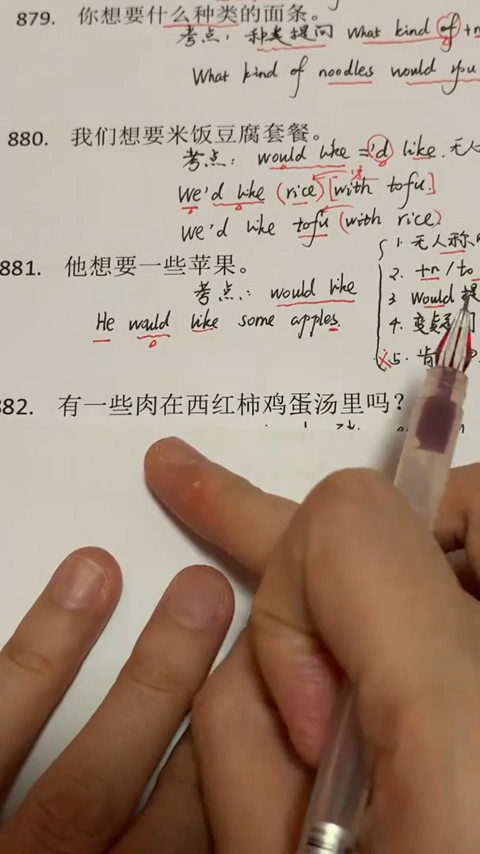 879. 你想要什么种类的面条。
考点：种类提问 What kind of +n
What kind of noodles would you
880. 我们想要米饭豆腐套餐。
考点： would like ='d like. 无人
We'd like (rice) [with tofu.]
We'd like tofu (with rice)
881. 他想要一些苹果。
考点: would like
He would like some apples.
1. 无人称
2. +n / to
3 would 提
4. 变
5. 肯
882. 有一些肉在西红柿鸡蛋汤里吗?